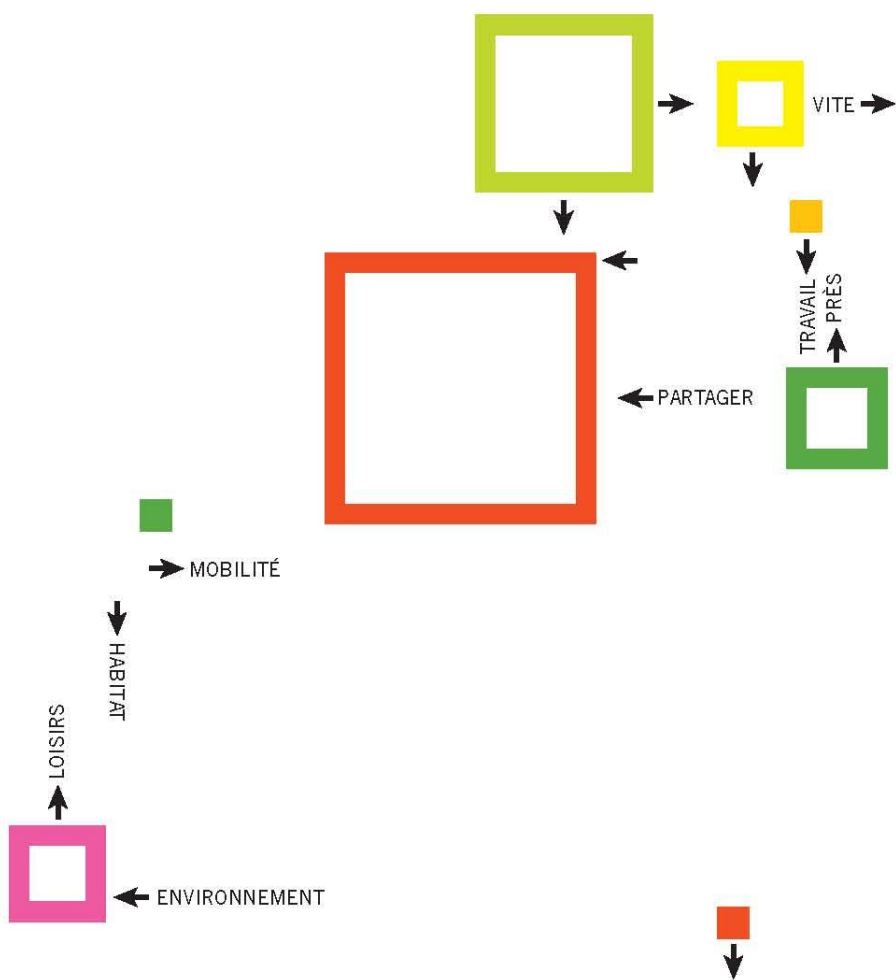 VITE
TRAVAIL
PRÈS
PARTAGER
MOBILITÉ
HABITAT
LOISIRS
ENVIRONNEMENT